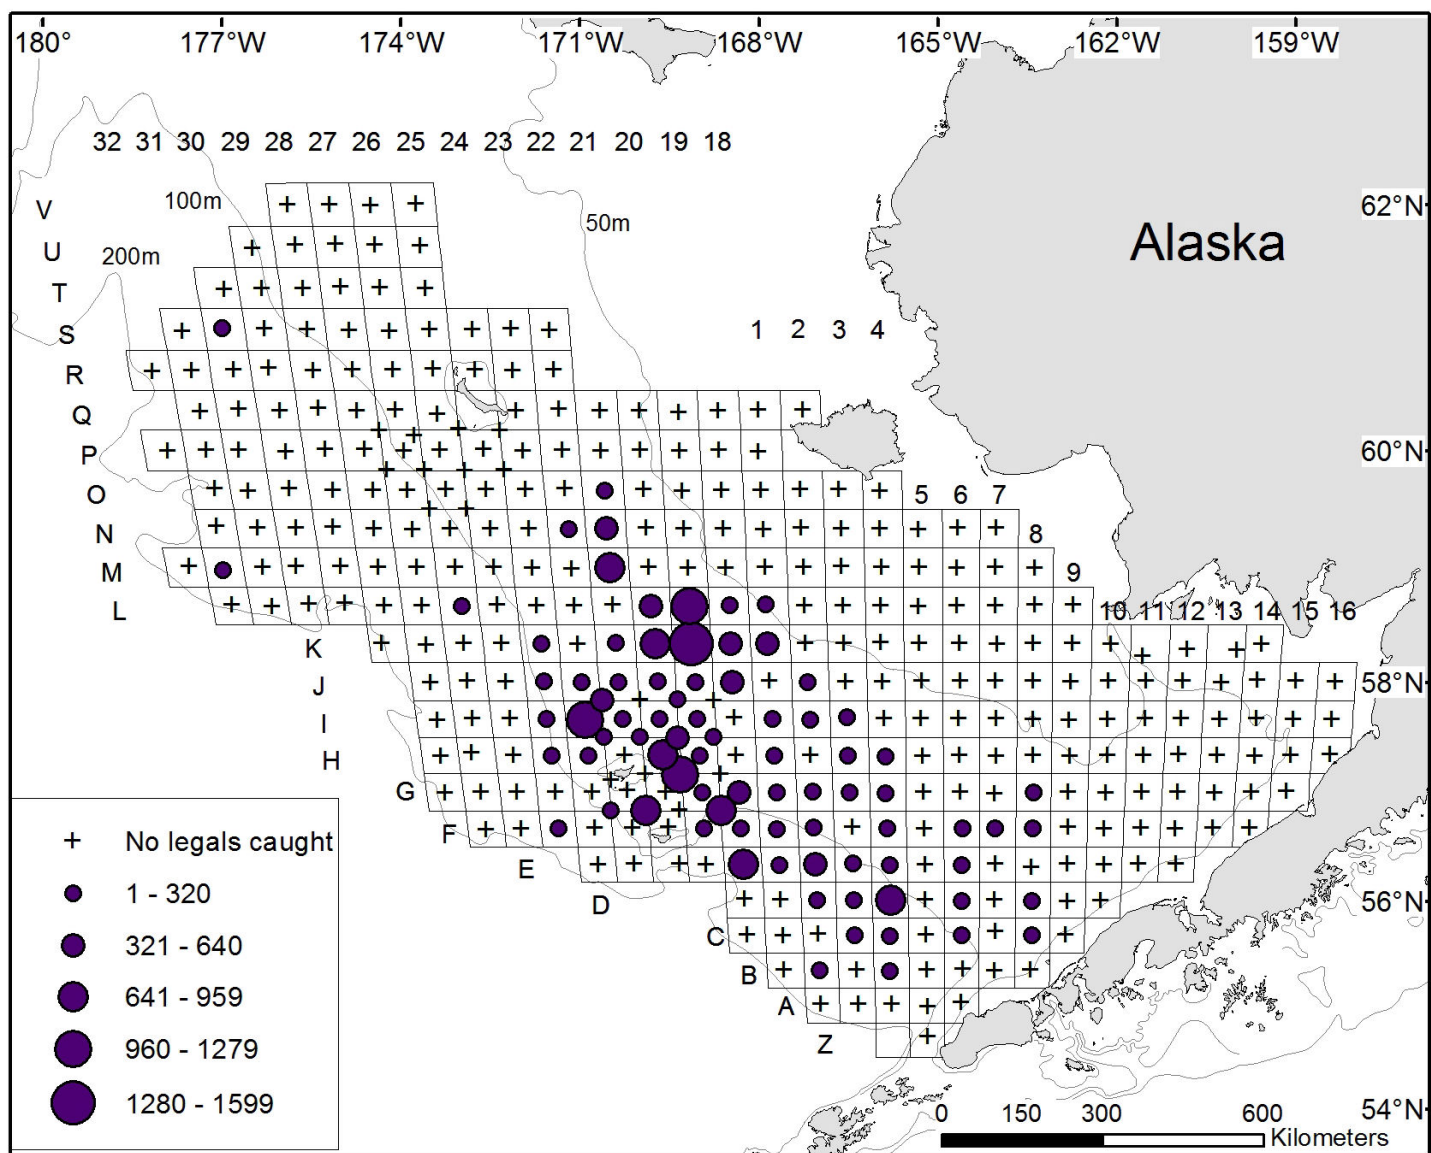 180° 177°W 174°W 171°W 168°W 165°W 162°W 159°W
32 31 30 29 28 27 26 25 24 23 22 21 20 19 18
100m
V
62°N
50m
Alaska
U
200m
T
S
1 2 3 4
R
Q
P
60°N
O
5 6 7
N
8
M
9
L
10 11 12 13 14 15 16
K
J
58°N
I
H
G
F
E
D
56°N
C
B
A
Z
No legals caught
1 - 320
321 - 640
641 - 959
960 - 1279
1280 - 1599
54°N
0 150 300 600
Kilometers